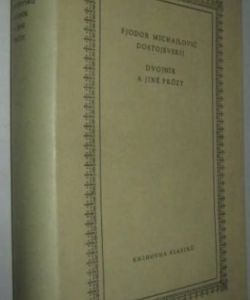 FJODOR MICHAJLOVIČ
DOSTOJEVSKIJ
DVOJNÍK
A JINÉ PRÓZY
KNIHOVNA KLASIKŮ